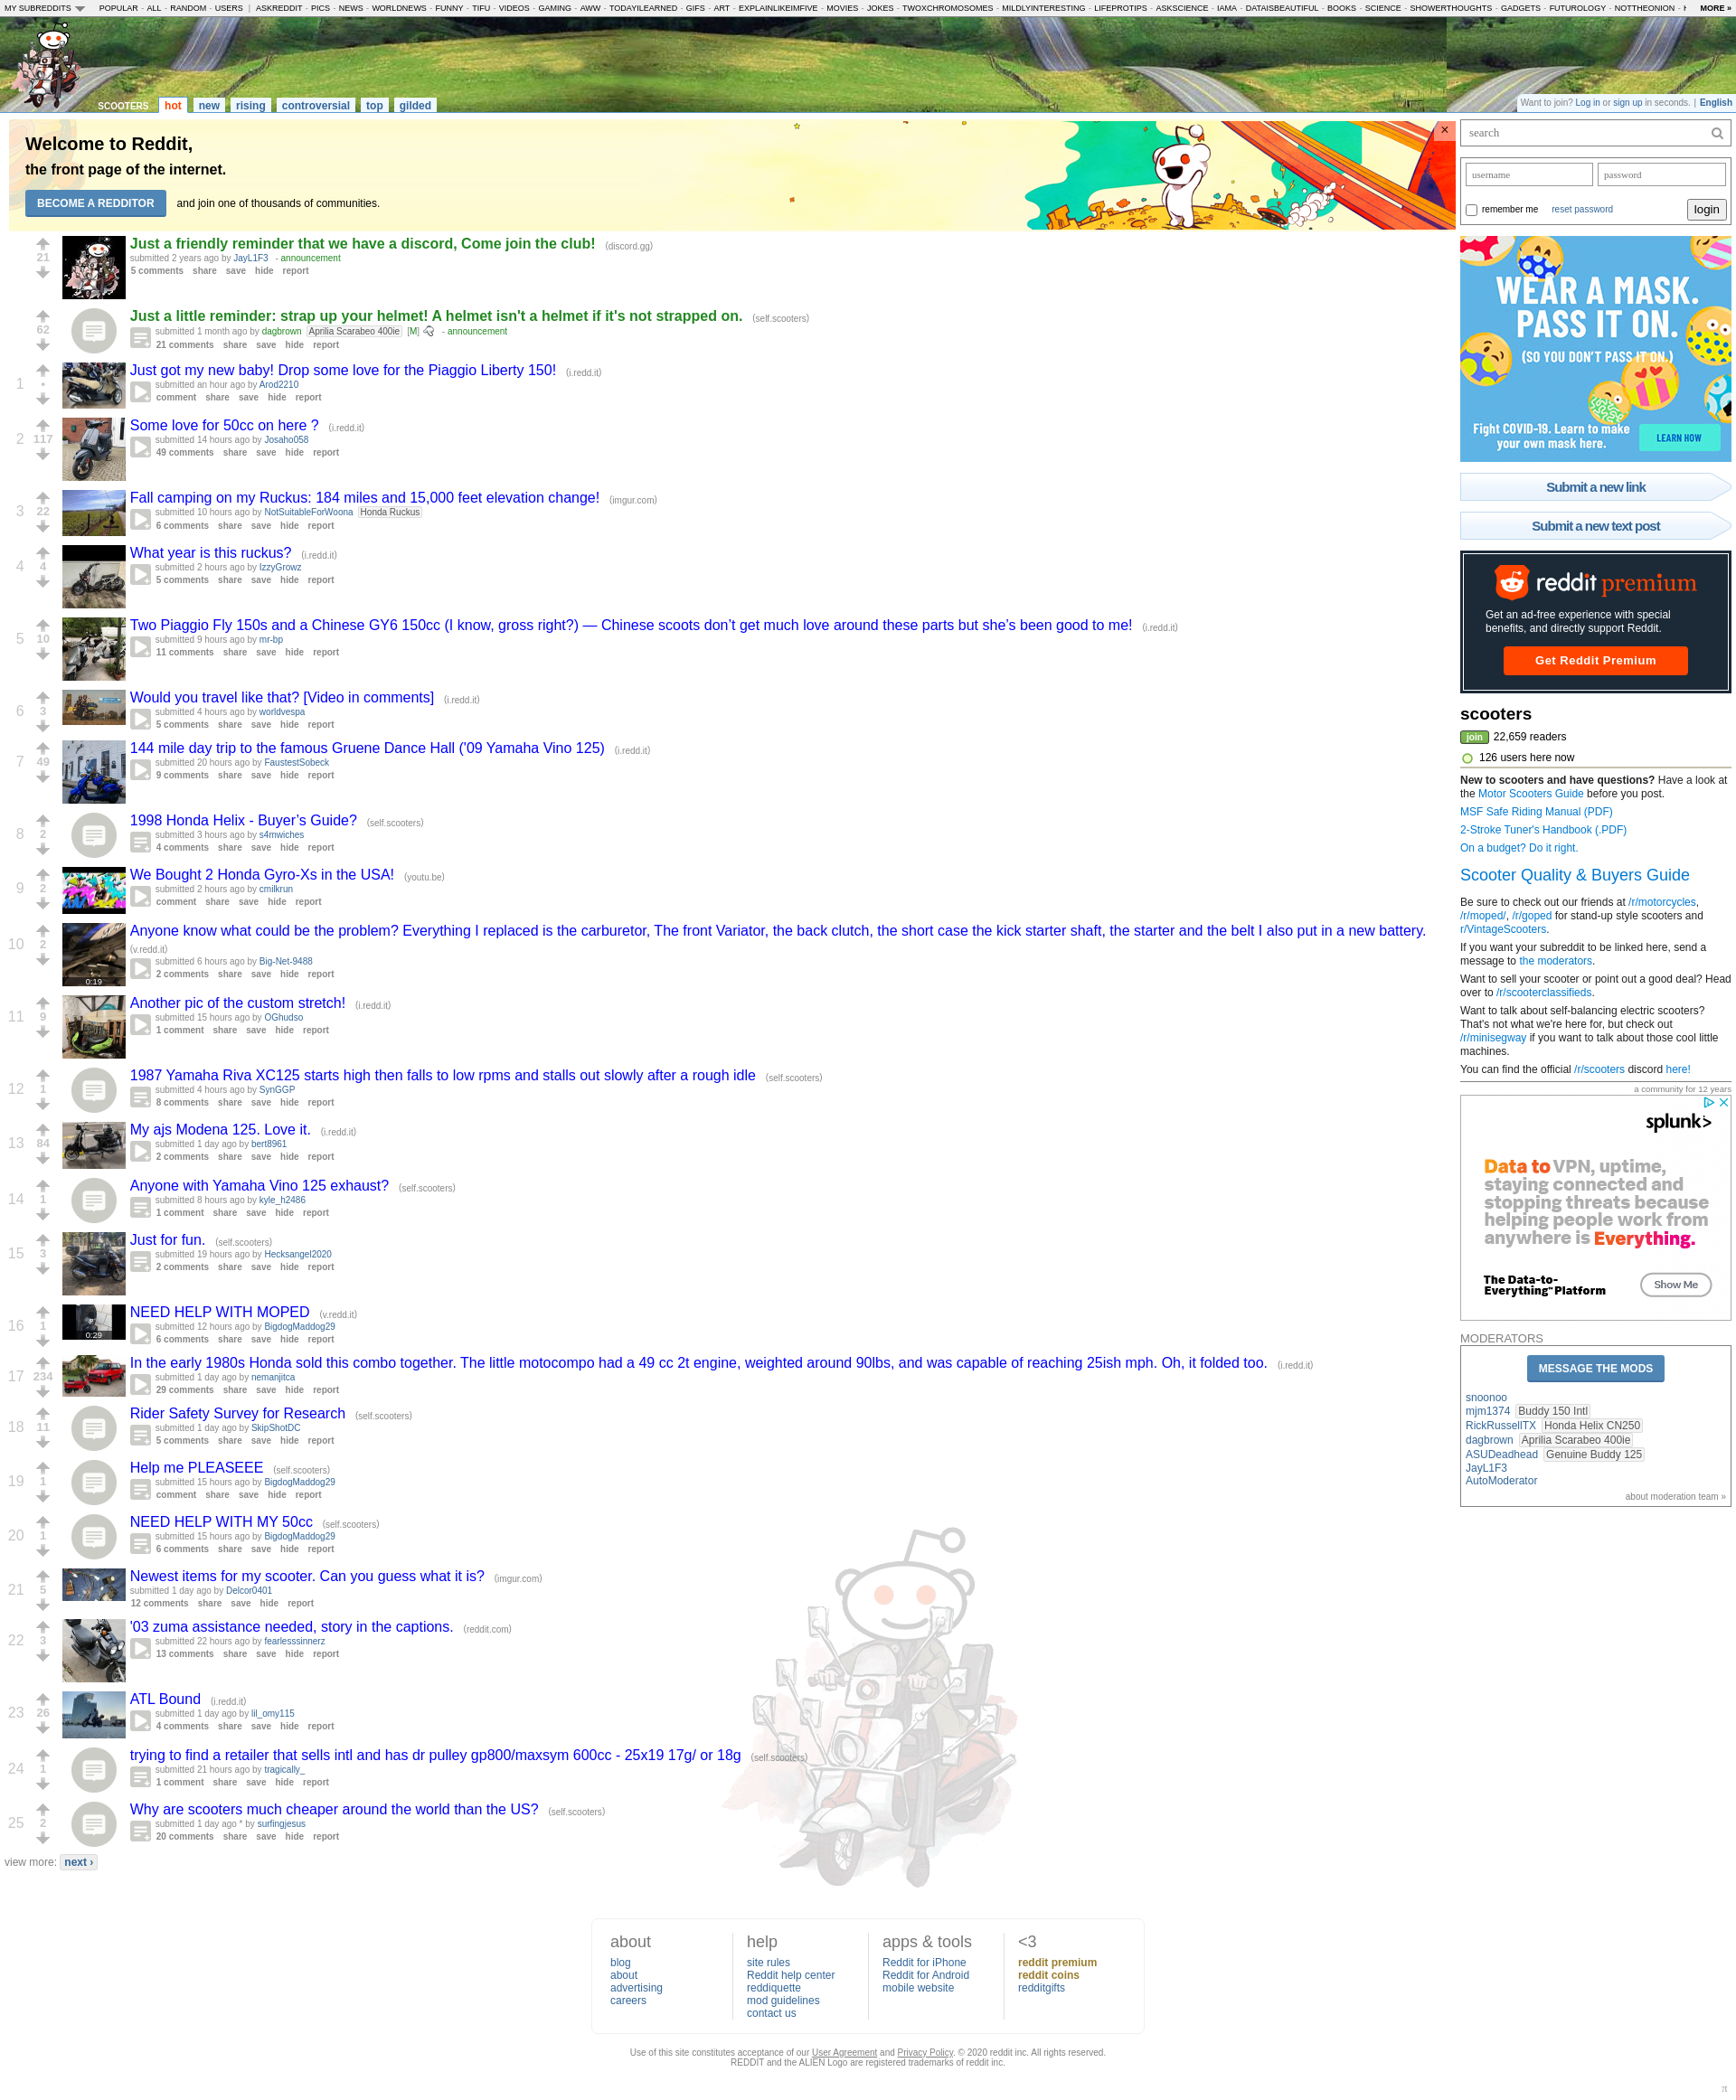 MY SUBREDDITS POPULAR - ALL - RANDOM - USERS | ASKREDDIT - PICS - NEWS - WORLDNEWS - FUNNY - TIFU - VIDEOS - GAMING - AWW - TODAYILEARNED - GIFS - ART - EXPLAINLIKEIMFIVE - MOVIES - JOKES - TWOXCHROMOSOMES - MILDLYINTERESTING - LIFEPROTIPS - ASKSCIENCE - IAMA - DATAISBEAUTIFUL - BOOKS - SCIENCE - SHOWERTHOUGHTS - GADGETS - FUTUROLOGY - NOTTHEONION - MORE »
SCOOTERS hot new rising controversial top gilded
Want to join? Log in or sign up in seconds. | English
Welcome to Reddit,
the front page of the internet.
BECOME A REDDITOR and join one of thousands of communities.
×
21
Just a friendly reminder that we have a discord, Come join the club! (discord.gg)
submitted 2 years ago by JayL1F3 - announcement
5 comments share save hide report
62
Just a little reminder: strap up your helmet! A helmet isn't a helmet if it's not strapped on. (self.scooters)
submitted 1 month ago by dagbrown Aprilia Scarabeo 400ie [M] - announcement
21 comments share save hide report
1 •
Just got my new baby! Drop some love for the Piaggio Liberty 150! (i.redd.it)
submitted an hour ago by Arod2210
comment share save hide report
2 117
Some love for 50cc on here ? (i.redd.it)
submitted 14 hours ago by Josaho058
49 comments share save hide report
3 22
Fall camping on my Ruckus: 184 miles and 15,000 feet elevation change! (imgur.com)
submitted 10 hours ago by NotSuitableForWoona Honda Ruckus
6 comments share save hide report
4 4
What year is this ruckus? (i.redd.it)
submitted 2 hours ago by IzzyGrowz
5 comments share save hide report
5 10
Two Piaggio Fly 150s and a Chinese GY6 150cc (I know, gross right?) — Chinese scoots don’t get much love around these parts but she’s been good to me! (i.redd.it)
submitted 9 hours ago by mr-bp
11 comments share save hide report
6 3
Would you travel like that? [Video in comments] (i.redd.it)
submitted 4 hours ago by worldvespa
5 comments share save hide report
7 49
144 mile day trip to the famous Gruene Dance Hall ('09 Yamaha Vino 125) (i.redd.it)
submitted 20 hours ago by FaustestSobeck
9 comments share save hide report
8 2
1998 Honda Helix - Buyer’s Guide? (self.scooters)
submitted 3 hours ago by s4mwiches
4 comments share save hide report
9 2
We Bought 2 Honda Gyro-Xs in the USA! (youtu.be)
submitted 2 hours ago by cmilkrun
comment share save hide report
10 2
Anyone know what could be the problem? Everything I replaced is the carburetor, The front Variator, the back clutch, the short case the kick starter shaft, the starter and the belt I also put in a new battery.
(v.redd.it)
0:19
submitted 6 hours ago by Big-Net-9488
2 comments share save hide report
11 9
Another pic of the custom stretch! (i.redd.it)
submitted 15 hours ago by OGhudso
1 comment share save hide report
12 1
1987 Yamaha Riva XC125 starts high then falls to low rpms and stalls out slowly after a rough idle (self.scooters)
submitted 4 hours ago by SynGGP
8 comments share save hide report
13 84
My ajs Modena 125. Love it. (i.redd.it)
submitted 1 day ago by bert8961
2 comments share save hide report
14 1
Anyone with Yamaha Vino 125 exhaust? (self.scooters)
submitted 8 hours ago by kyle_h2486
1 comment share save hide report
15 3
Just for fun. (self.scooters)
submitted 19 hours ago by Hecksangel2020
2 comments share save hide report
16 1
NEED HELP WITH MOPED (v.redd.it)
0:29
submitted 12 hours ago by BigdogMaddog29
6 comments share save hide report
17 234
In the early 1980s Honda sold this combo together. The little motocompo had a 49 cc 2t engine, weighted around 90lbs, and was capable of reaching 25ish mph. Oh, it folded too. (i.redd.it)
submitted 1 day ago by nemanjitca
29 comments share save hide report
18 11
Rider Safety Survey for Research (self.scooters)
submitted 1 day ago by SkipShotDC
5 comments share save hide report
19 1
Help me PLEASEEE (self.scooters)
submitted 15 hours ago by BigdogMaddog29
comment share save hide report
20 1
NEED HELP WITH MY 50cc (self.scooters)
submitted 15 hours ago by BigdogMaddog29
6 comments share save hide report
21 5
Newest items for my scooter. Can you guess what it is? (imgur.com)
submitted 1 day ago by Delcor0401
12 comments share save hide report
22 3
'03 zuma assistance needed, story in the captions. (reddit.com)
submitted 22 hours ago by fearlesssinnerz
13 comments share save hide report
23 26
ATL Bound (i.redd.it)
submitted 1 day ago by lil_omy115
4 comments share save hide report
24 1
trying to find a retailer that sells intl and has dr pulley gp800/maxsym 600cc - 25x19 17g/ or 18g (self.scooters)
submitted 21 hours ago by tragically_
1 comment share save hide report
25 2
Why are scooters much cheaper around the world than the US? (self.scooters)
submitted 1 day ago * by surfingjesus
20 comments share save hide report
view more: next ›
search
username password
remember me reset password login
WEAR A MASK.
PASS IT ON.
(SO YOU DON'T PASS IT ON.)
Fight COVID-19. Learn to make
your own mask here.
LEARN HOW
Submit a new link
Submit a new text post
reddit premium
Get an ad-free experience with special
benefits, and directly support Reddit.
Get Reddit Premium
scooters
join 22,659 readers
126 users here now
New to scooters and have questions? Have a look at
the Motor Scooters Guide before you post.
MSF Safe Riding Manual (PDF)
2-Stroke Tuner's Handbook (.PDF)
On a budget? Do it right.
Scooter Quality & Buyers Guide
Be sure to check out our friends at /r/motorcycles,
/r/moped/, /r/goped for stand-up style scooters and
r/VintageScooters.
If you want your subreddit to be linked here, send a
message to the moderators.
Want to sell your scooter or point out a good deal? Head
over to /r/scooterclassifieds.
Want to talk about self-balancing electric scooters?
That's not what we're here for, but check out
/r/minisegway if you want to talk about those cool little
machines.
You can find the official /r/scooters discord here!
a community for 12 years
splunk>
Data to VPN, uptime,
staying connected and
stopping threats because
helping people work from
anywhere is Everything.
The Data-to-
Everything™ Platform
Show Me
MODERATORS
MESSAGE THE MODS
snoonoo
mjm1374 Buddy 150 Intl
RickRussellTX Honda Helix CN250
dagbrown Aprilia Scarabeo 400ie
ASUDeadhead Genuine Buddy 125
JayL1F3
AutoModerator
about moderation team »
about
blog
about
advertising
careers
help
site rules
Reddit help center
reddiquette
mod guidelines
contact us
apps & tools
Reddit for iPhone
Reddit for Android
mobile website
<3
reddit premium
reddit coins
redditgifts
Use of this site constitutes acceptance of our User Agreement and Privacy Policy. © 2020 reddit inc. All rights reserved.
REDDIT and the ALIEN Logo are registered trademarks of reddit inc.
π